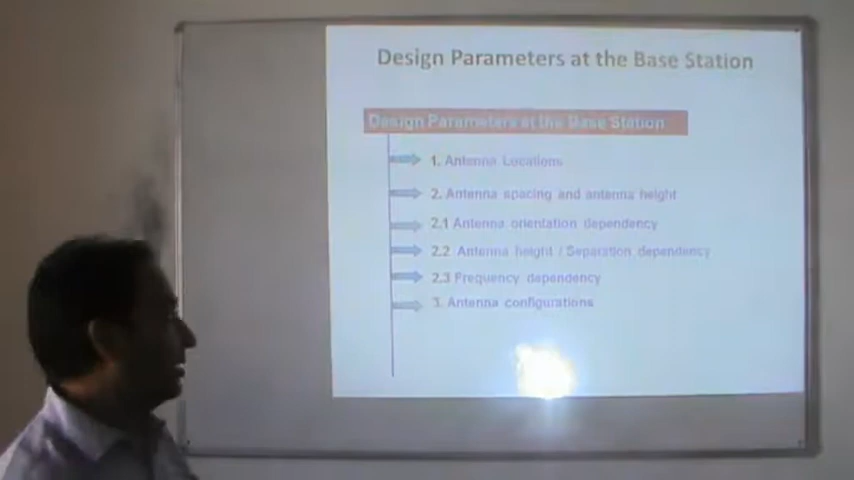 Design Parameters at the Base Station
Design Parameters at the Base Station
1. Antenna Locations
2. Antenna spacing and antenna height
2.1 Antenna orientation dependency
2.2 Antenna height / Separation dependency
2.3 Frequency dependency
3. Antenna configurations